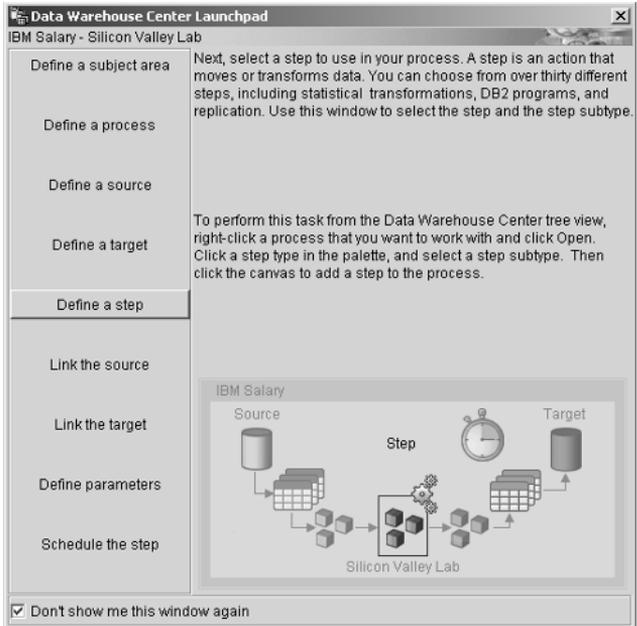 Data Warehouse Center Launchpad
IBM Salary - Silicon Valley Lab
Define a subject area
Define a process
Define a source
Define a target
Define a step
Link the source
Link the target
Define parameters
Schedule the step
Next, select a step to use in your process. A step is an action that
moves or transforms data. You can choose from over thirty different
steps, including statistical transformations, DB2 programs, and
replication. Use this window to select the step and the step subtype.
To perform this task from the Data Warehouse Center tree view,
right-click a process that you want to work with and click Open.
Click a step type in the palette, and select a step subtype. Then
click the canvas to add a step to the process.
IBM Salary
Source
Target
Step
Silicon Valley Lab
Don't show me this window again